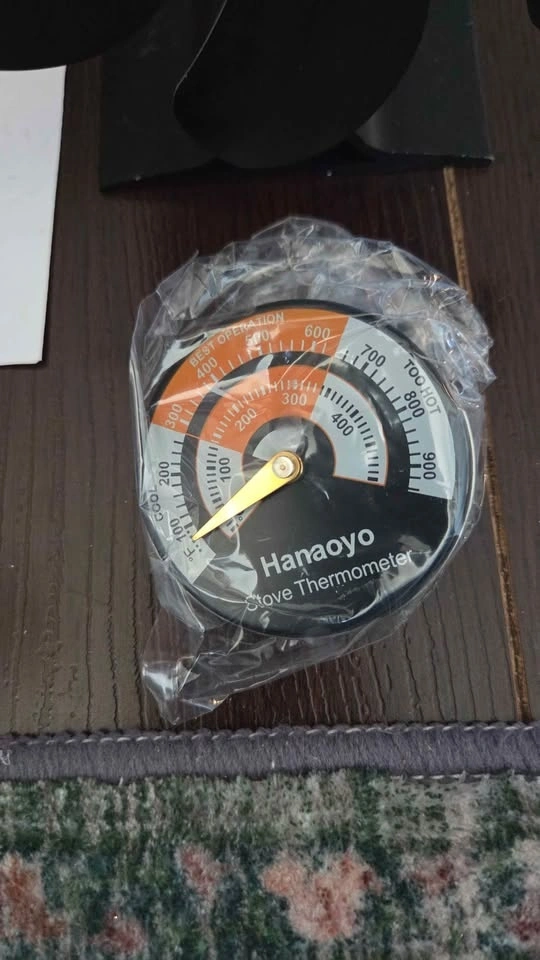 BEST OPERATION
TOO HOT
COOL
100
200
300
400
500
600
700
800
900
°F
100
200
300
400
Hanaoyo
Stove Thermometer